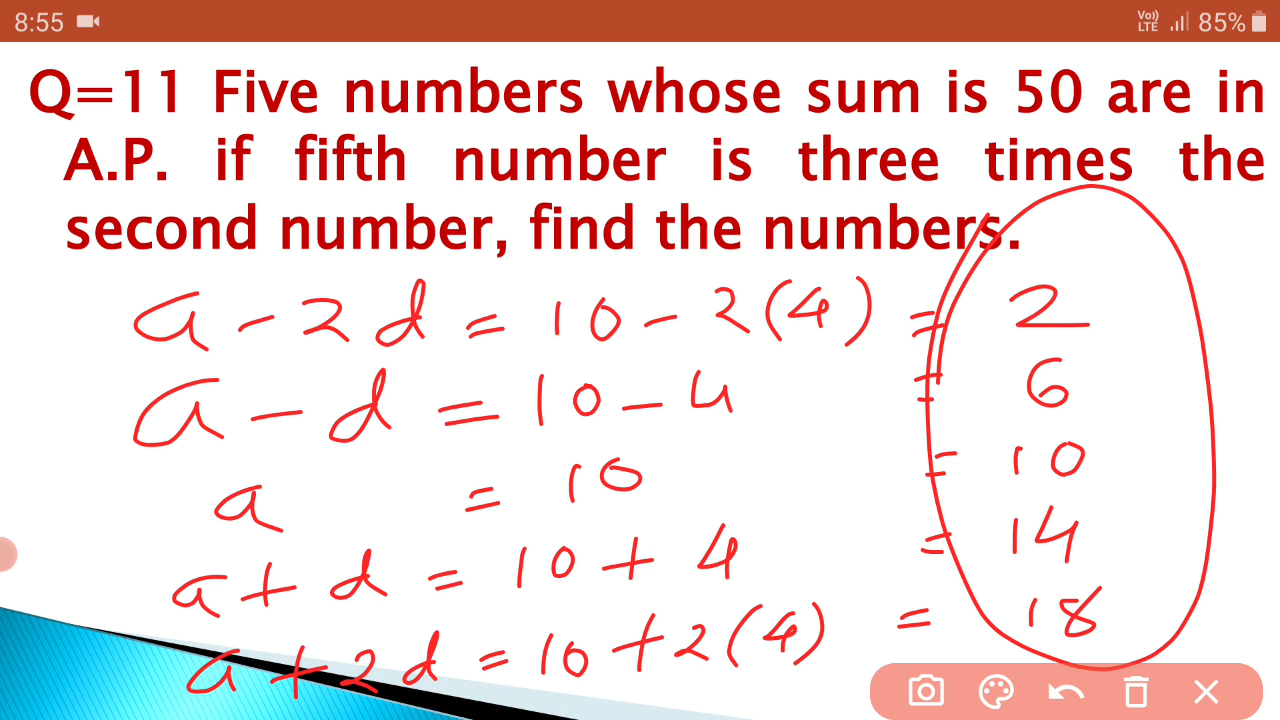 8:55 Vo)) LTE 85%
Q=11 Five numbers whose sum is 50 are in
A.P. if fifth number is three times the
second number, find the numbers.
a - 2d = 10 - 2(4) = 2
a - d = 10 - 4 = 6
a = 10 = 10
a + d = 10 + 4 = 14
a + 2d = 10 + 2(4) = 18